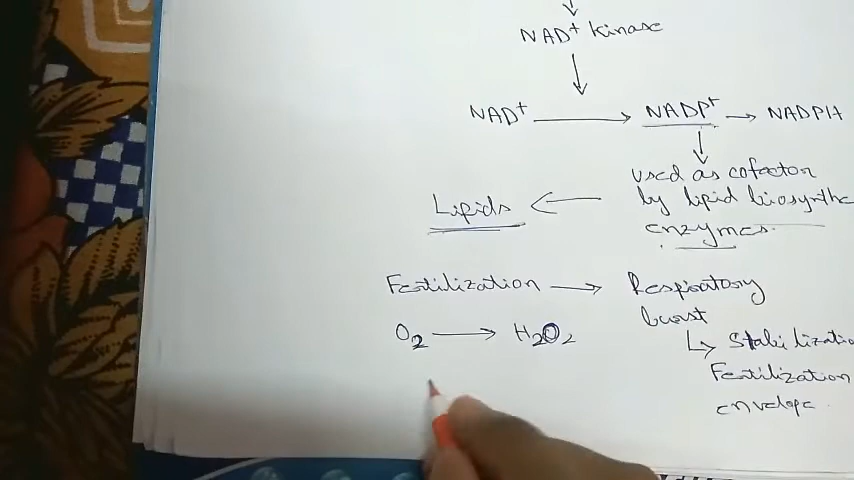 NAD+ kinase
NAD+ → NADP+ → NADPH
used as cofactor
Lipids ← by lipid biosynthe
enzymes.
Fertilization → Respiratory
burst
O2 → H2O2
↳ Stabilizatio
Fertilization
envelope